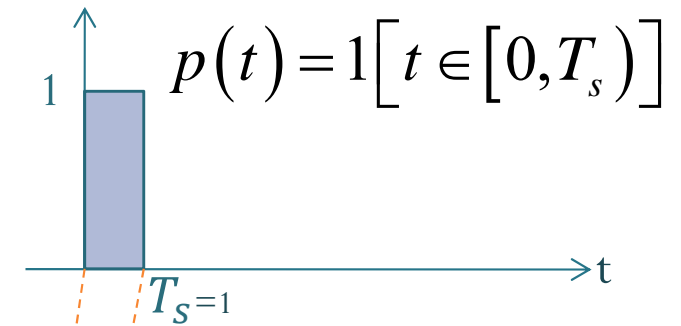 p(t) = 1[t ∈ [0, T_s)]
1
t
T_s=1